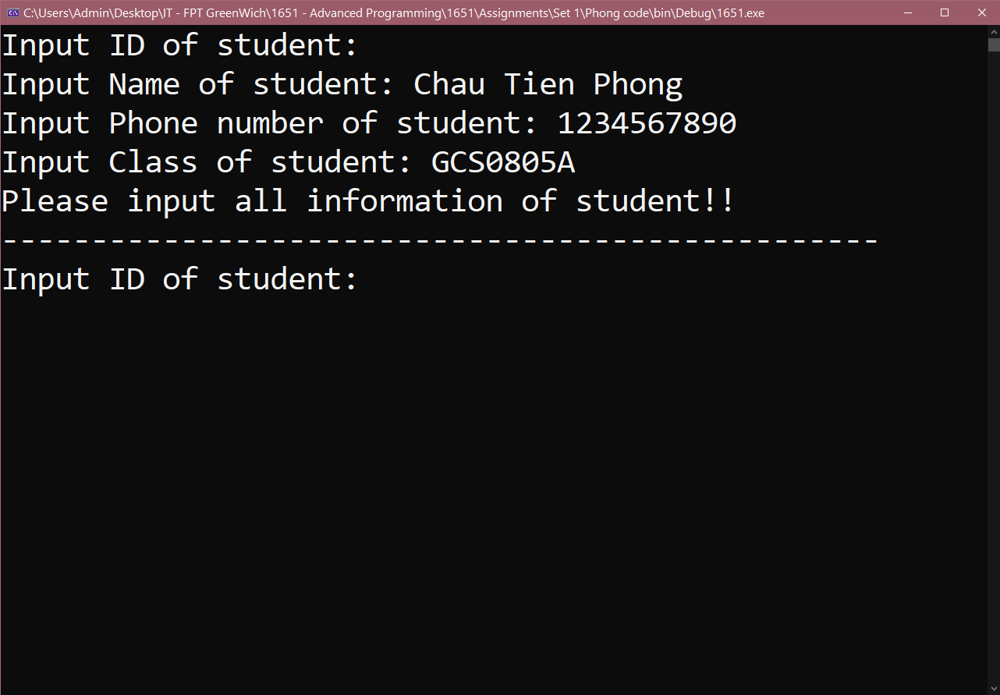 C:\Users\Admin\Desktop\IT - FPT GreenWich\1651 - Advanced Programming\1651\Assignments\Set 1\Phong code\bin\Debug\1651.exe
Input ID of student:
Input Name of student: Chau Tien Phong
Input Phone number of student: 1234567890
Input Class of student: GCS0805A
Please input all information of student!!
-------------------------------------------------
Input ID of student: